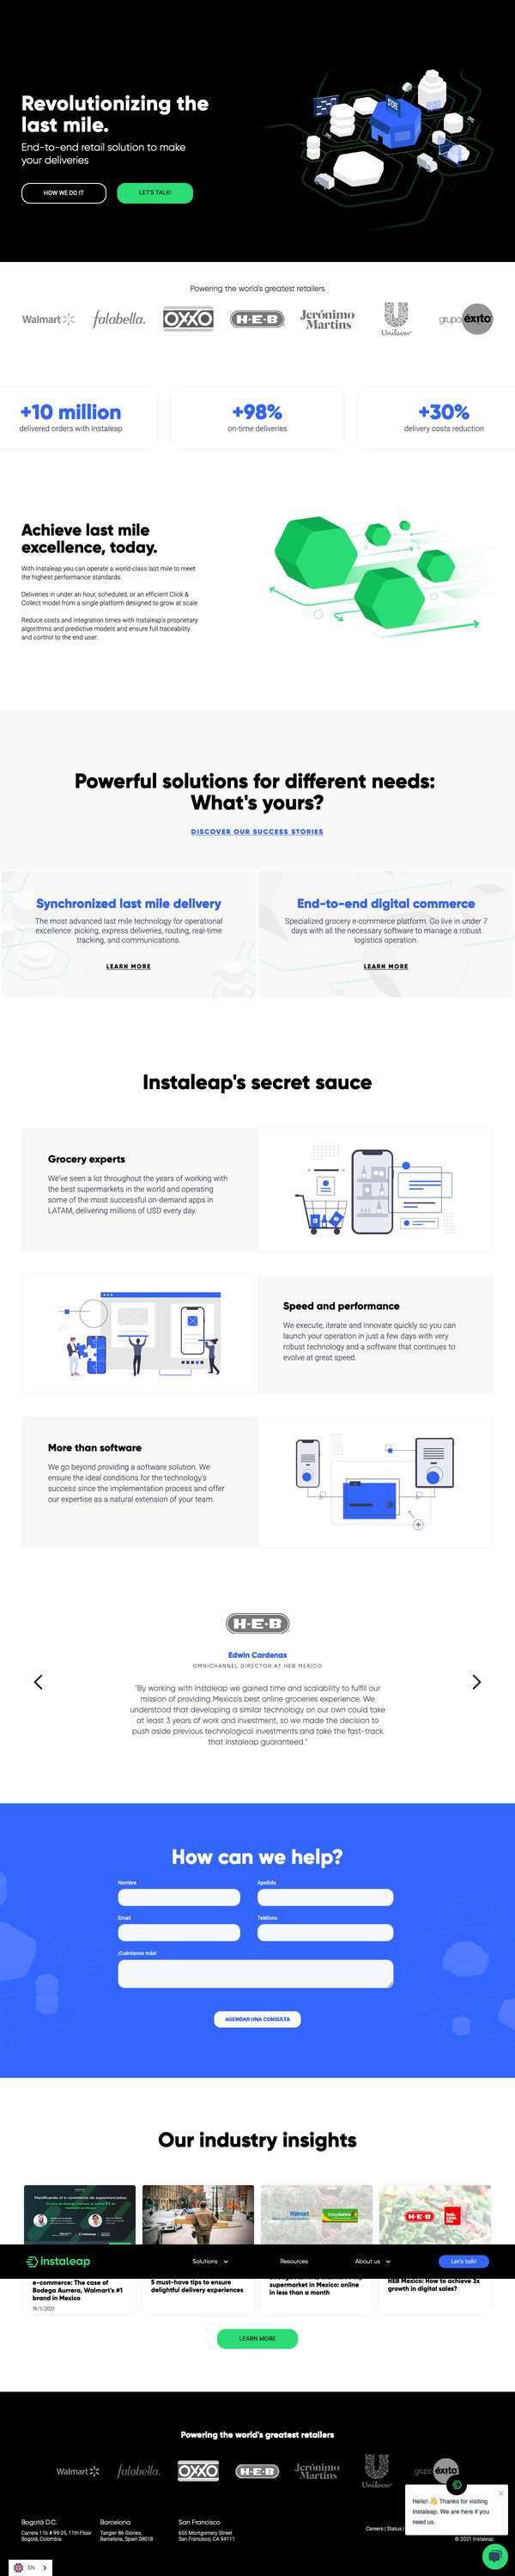 Revolutionizing the
last mile.
End-to-end retail solution to make
your deliveries
HOW WE DO IT
LET'S TALK!
STORE
Powering the world's greatest retailers
Walmart
falabella.
OXXO
H-E-B
Jerónimo
Martins
Unilever
grupo éxito
+10 million
delivered orders with Instaleap
+98%
on-time deliveries
+30%
delivery costs reduction
Achieve last mile
excellence, today.
With Instaleap you can operate a world-class last mile to meet
the highest performance standards.
Deliveries in under an hour, scheduled, or an efficient Click &
Collect model from a single platform designed to grow at scale
Reduce costs and integration times with Instaleap's proprietary
algorithms and predictive models and ensure full traceability
and control to the end user.
Powerful solutions for different needs:
What's yours?
DISCOVER OUR SUCCESS STORIES
Synchronized last mile delivery
The most advanced last mile technology for operational
excellence: picking, express deliveries, routing, real-time
tracking, and communications.
LEARN MORE
End-to-end digital commerce
Specialized grocery e-commerce platform. Go live in under 7
days with all the necessary software to manage a robust
logistics operation.
LEARN MORE
Instaleap's secret sauce
Grocery experts
We've seen a lot throughout the years of working with
the best supermarkets in the world and operating
some of the most successful on-demand apps in
LATAM, delivering millions of USD every day.
Speed and performance
We execute, iterate and innovate quickly so you can
launch your operation in just a few days with very
robust technology and a software that continues to
evolve at great speed.
More than software
We go beyond providing a software solution. We
ensure the ideal conditions for the technology's
success since the implementation process and offer
our expertise as a natural extension of your team.
H-E-B
Edwin Cardenas
OMNICHANNEL DIRECTOR AT HEB MEXICO
"By working with Instaleap we gained time and scalability to fulfill our
mission of providing Mexico's best online groceries experience. We
understood that developing a similar technology on our own could take
at least 3 years of work and investment, so we made the decision to
push aside previous technological investments and take the fast-track
that Instaleap guaranteed."
How can we help?
Nombre
Apellido
Email
Teléfono
¡Cuéntanos más!
AGENDAR UNA CONSULTA
Our industry insights
Walmart
H-E-B
instaleap
Solutions
Resources
About us
Let's talk!
e-commerce: The case of
Bodega Aurrera, Walmart's #1
brand in Mexico
19/1/2021
5 must-have tips to ensure
delightful delivery experiences
supermarket in Mexico: online
in less than a month
HEB Mexico: How to achieve 3x
growth in digital sales?
LEARN MORE
Powering the world's greatest retailers
Walmart
falabella.
OXXO
H-E-B
Jerónimo
Martins
Unilever
grupo éxito
Hello! 👋 Thanks for visiting
Instaleap. We are here if you
need us.
Bogotá D.C.
Carrera 11b # 99-25, 11th Floor
Bogotá, Colombia
Barcelona
Tangier 86 Glories,
Barcelona, Spain 08018
San Francisco
655 Montgomery Street
San Francisco, CA 94111
Careers | Status |
© 2021 Instaleap
EN